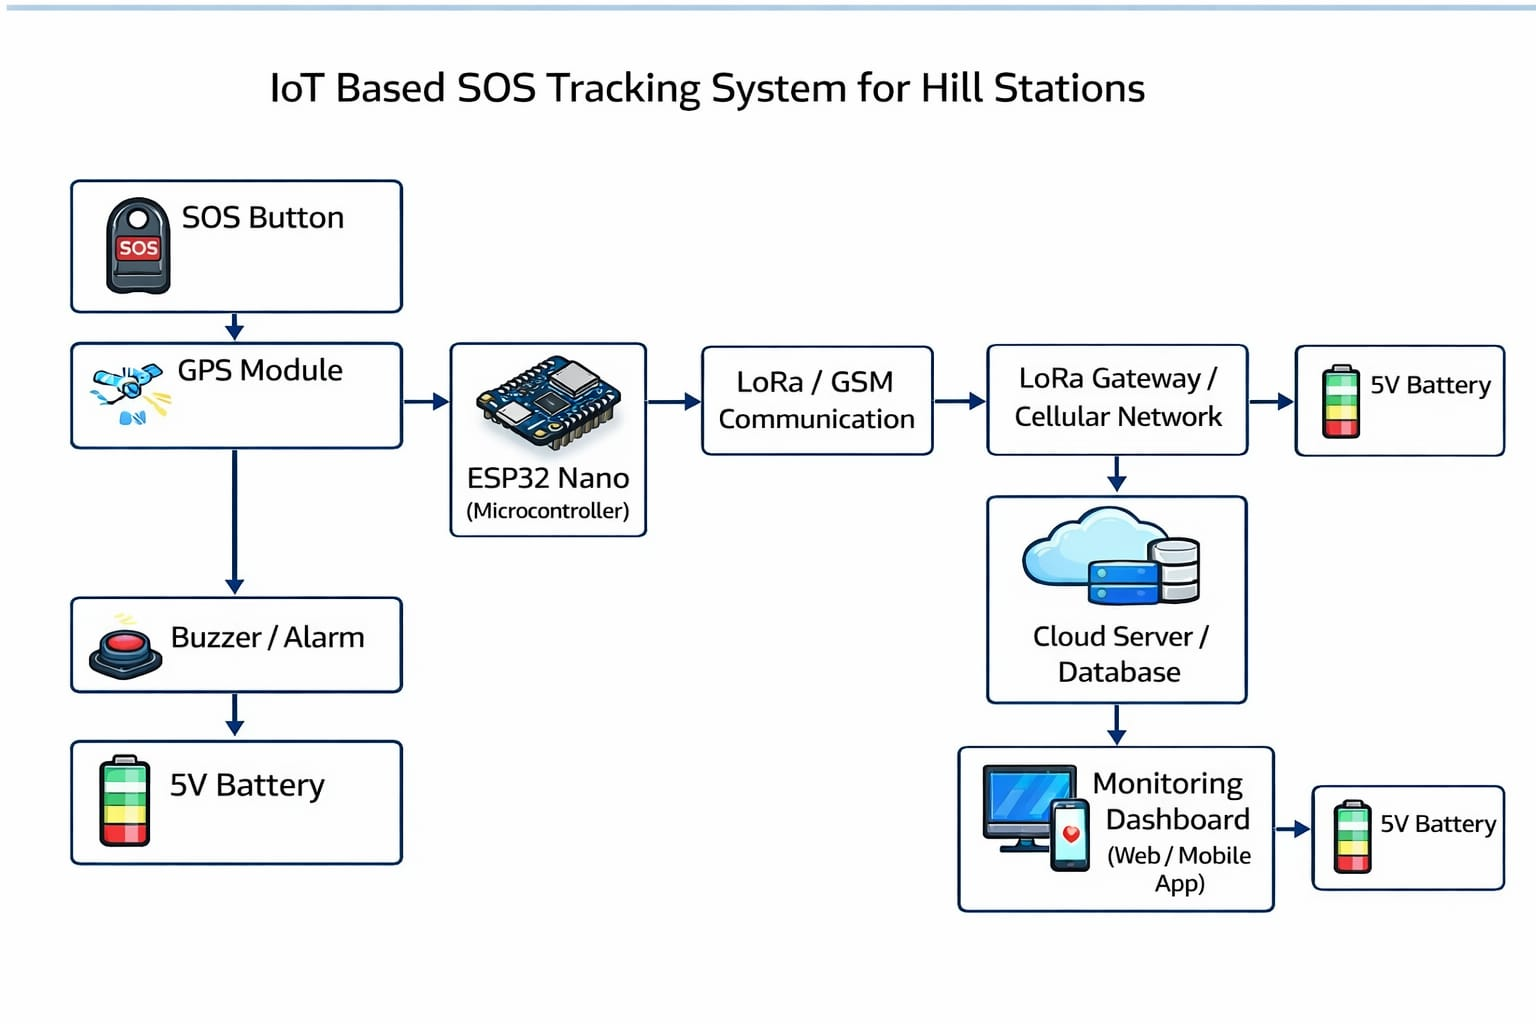 IoT Based SOS Tracking System for Hill Stations
SOS
SOS Button
GPS Module
ESP32 Nano
(Microcontroller)
LoRa / GSM
Communication
LoRa Gateway /
Cellular Network
5V Battery
Cloud Server /
Database
Buzzer / Alarm
5V Battery
Monitoring
Dashboard
(Web / Mobile
App)
5V Battery